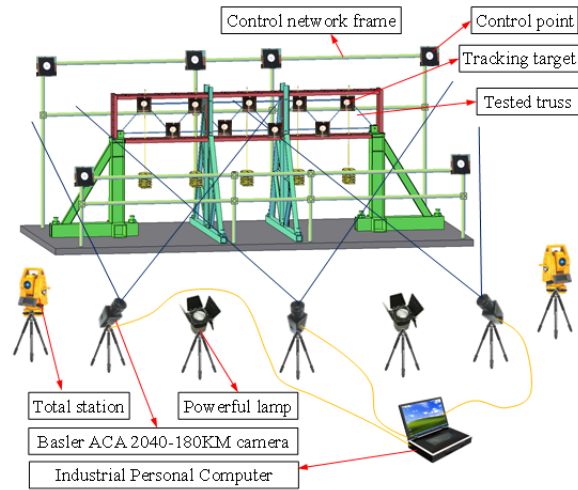 Control network frame
Control point
Tracking target
Tested truss
Total station
Powerful lamp
Basler ACA 2040-180KM camera
Industrial Personal Computer